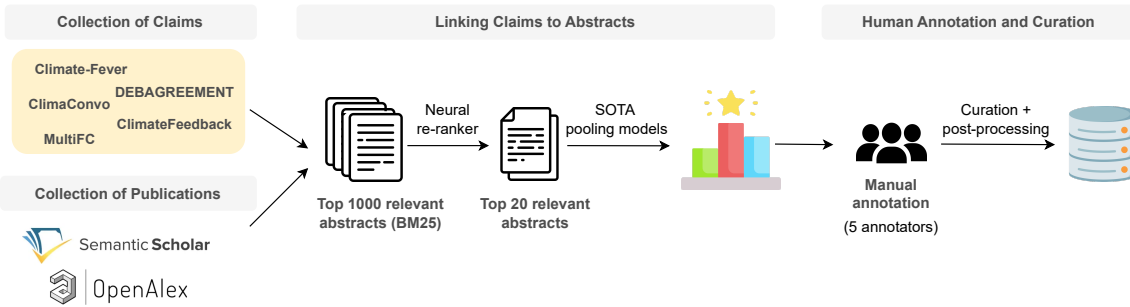 Collection of Claims
Climate-Fever
DEBAGREEMENT
ClimaConvo
ClimateFeedback
MultiFC
Collection of Publications
Semantic Scholar
OpenAlex
Linking Claims to Abstracts
Neural
re-ranker
SOTA
pooling models
Top 1000 relevant
abstracts (BM25)
Top 20 relevant
abstracts
Human Annotation and Curation
Curation +
post-processing
Manual
annotation
(5 annotators)